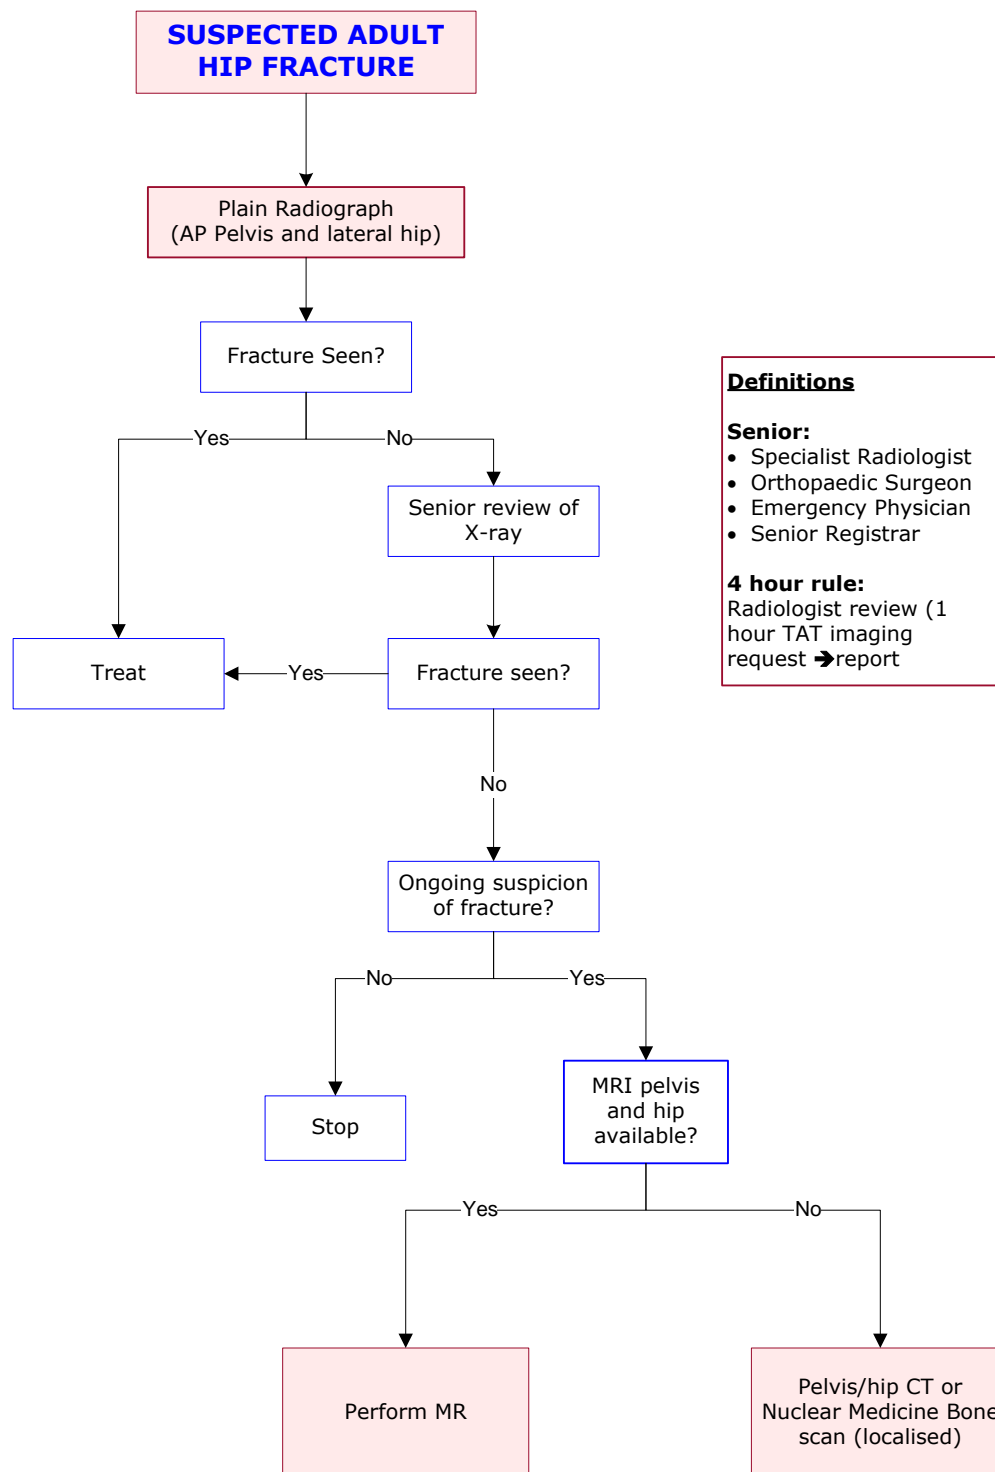 SUSPECTED ADULT
HIP FRACTURE
Plain Radiograph
(AP Pelvis and lateral hip)
Fracture Seen?
Yes
No
Senior review of
X-ray
Treat
Yes
Fracture seen?
No
Ongoing suspicion
of fracture?
No
Yes
Stop
MRI pelvis
and hip
available?
Yes
No
Perform MR
Pelvis/hip CT or
Nuclear Medicine Bone
scan (localised)
Definitions
Senior:
• Specialist Radiologist
• Orthopaedic Surgeon
• Emergency Physician
• Senior Registrar
4 hour rule:
Radiologist review (1
hour TAT imaging
request ➔report